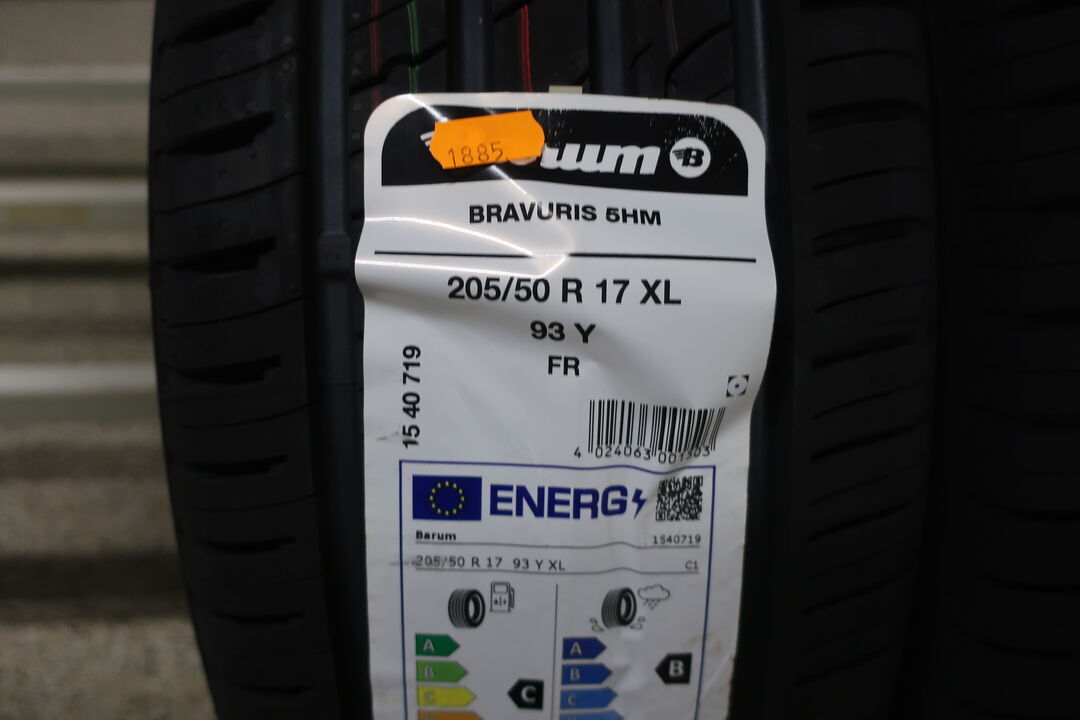 1885
BRAVURIS 5HM
205/50 R 17 XL
93 Y
FR
15 40 719
4 024063 001503
ENERG
Barum
1540719
205/50 R 17 93 Y XL
C1
A
A
B
B
B
C
C
C